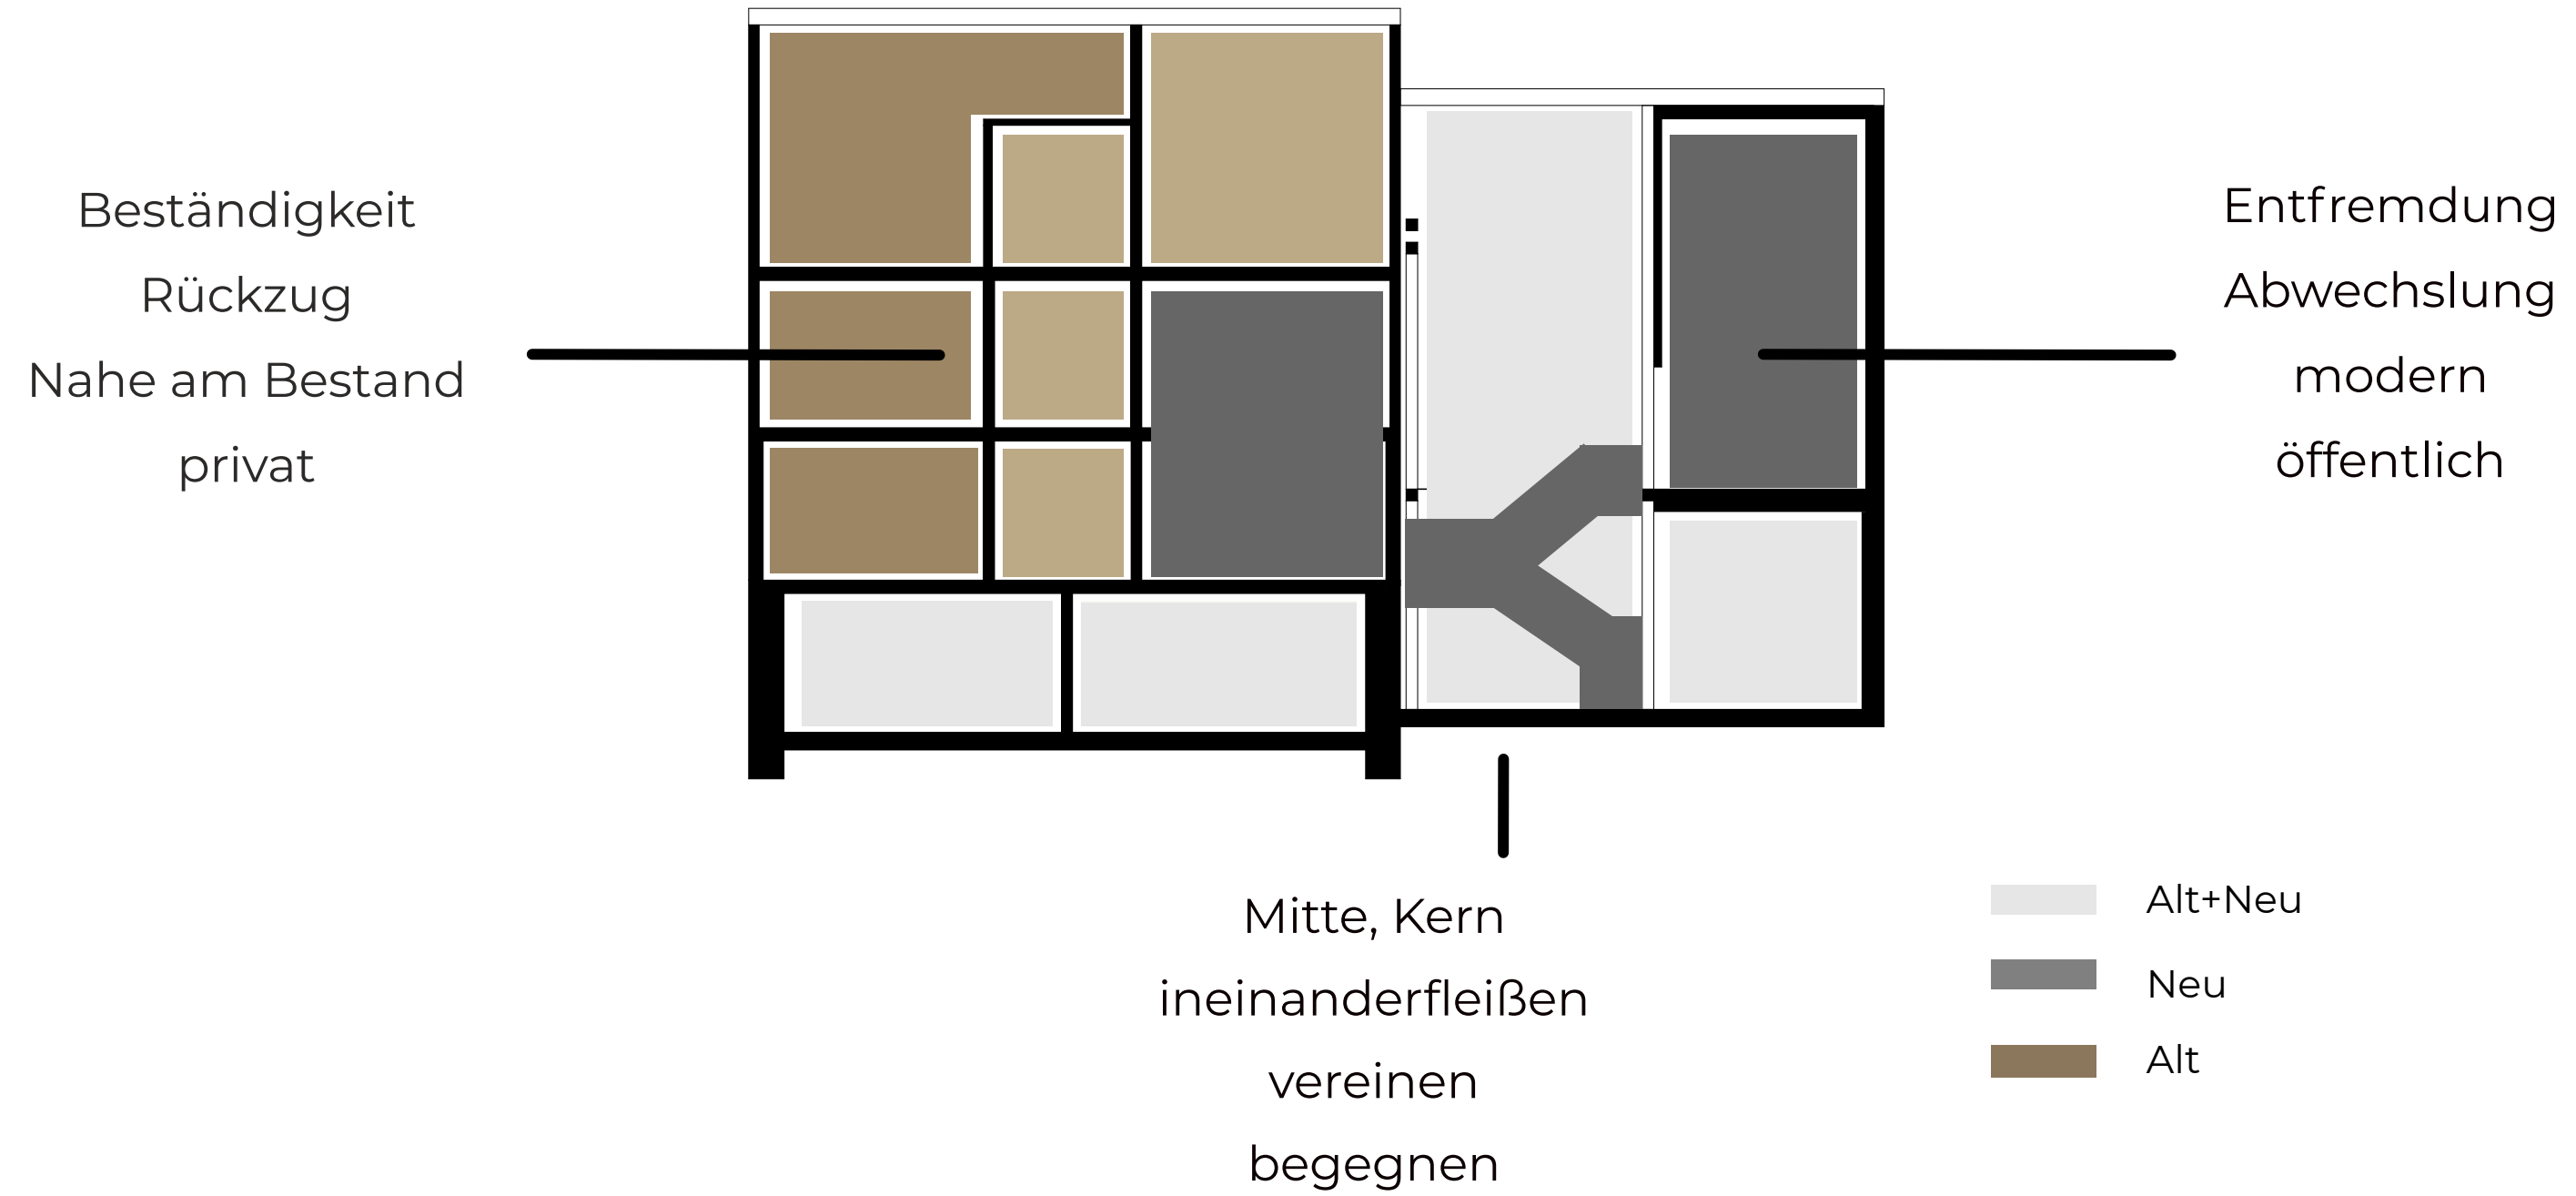 Beständigkeit
Rückzug
Nahe am Bestand
privat
Entfremdung
Abwechslung
modern
öffentlich
Mitte, Kern
ineinanderfleißen
vereinen
begegnen
Alt+Neu
Neu
Alt